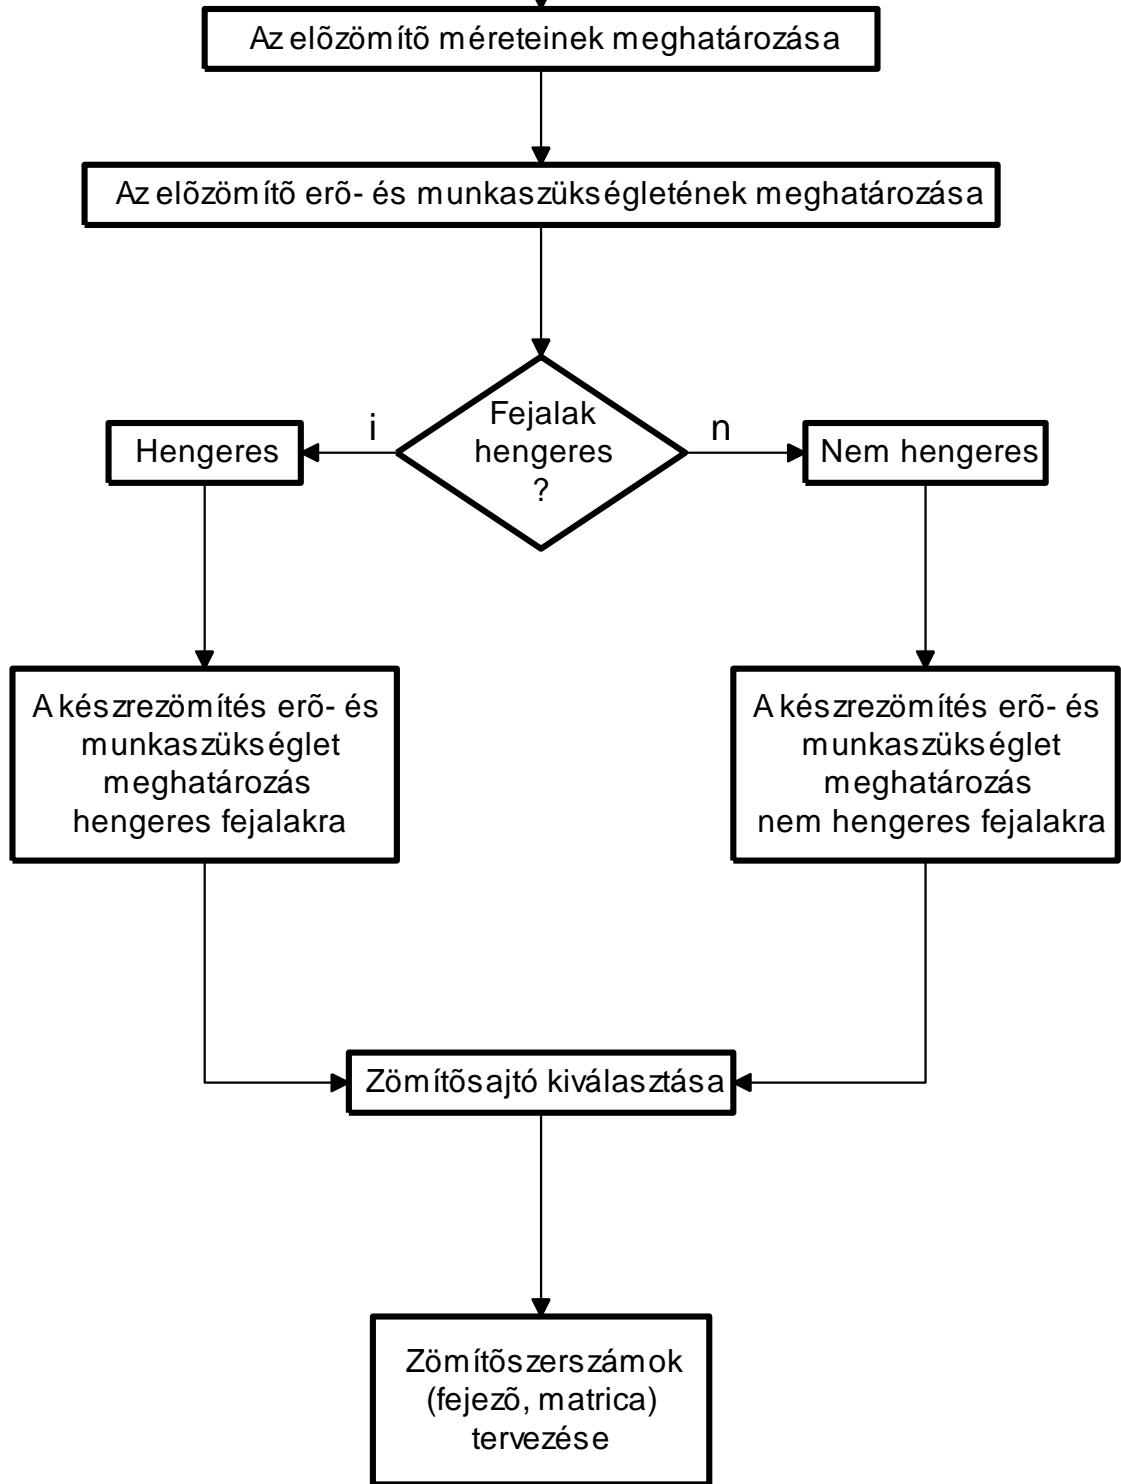 Az elõzömítõ méreteinek meghatározása
Az elõzömítõ erõ- és munkaszükségletének meghatározása
Fejalak
hengeres
?
i
n
Hengeres
Nem hengeres
A készrezömítés erõ- és
munkaszükséglet
meghatározás
hengeres fejalakra
A készrezömítés erõ- és
munkaszükséglet
meghatározás
nem hengeres fejalakra
Zömítõsajtó kiválasztása
Zömítõszerszámok
(fejezõ, matrica)
tervezése